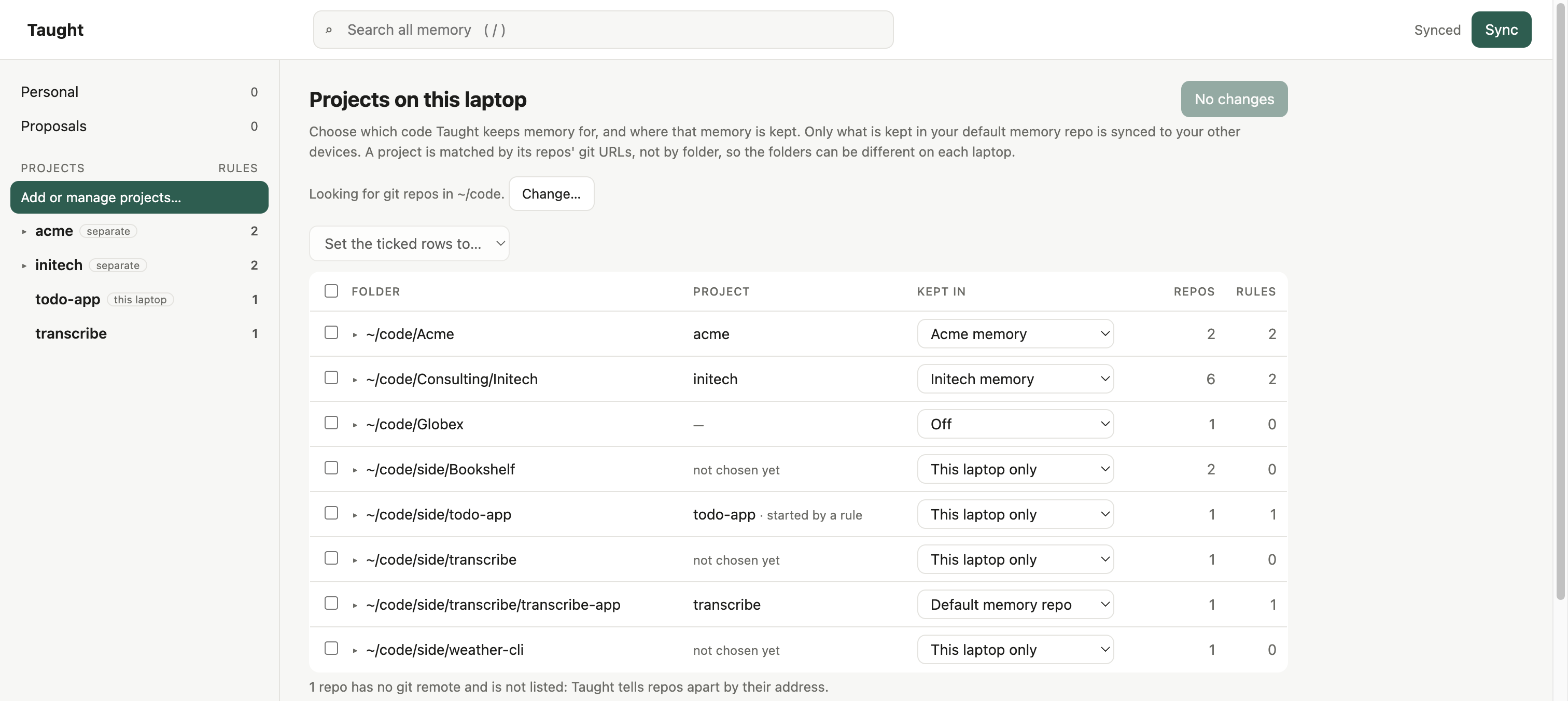 Taught
Search all memory ( / )
Synced
Sync
Personal 0
Proposals 0
PROJECTS RULES
Add or manage projects...
acme separate 2
initech separate 2
todo-app this laptop 1
transcribe 1
Projects on this laptop
No changes
Choose which code Taught keeps memory for, and where that memory is kept. Only what is kept in your default memory repo is synced to your other
devices. A project is matched by its repos' git URLs, not by folder, so the folders can be different on each laptop.
Looking for git repos in ~/code. Change...
Set the ticked rows to...
FOLDER PROJECT KEPT IN REPOS RULES
~/code/Acme acme Acme memory 2 2
~/code/Consulting/Initech initech Initech memory 6 2
~/code/Globex — Off 1 0
~/code/side/Bookshelf not chosen yet This laptop only 2 0
~/code/side/todo-app todo-app · started by a rule This laptop only 1 1
~/code/side/transcribe not chosen yet This laptop only 1 0
~/code/side/transcribe/transcribe-app transcribe Default memory repo 1 1
~/code/side/weather-cli not chosen yet This laptop only 1 0
1 repo has no git remote and is not listed: Taught tells repos apart by their address.